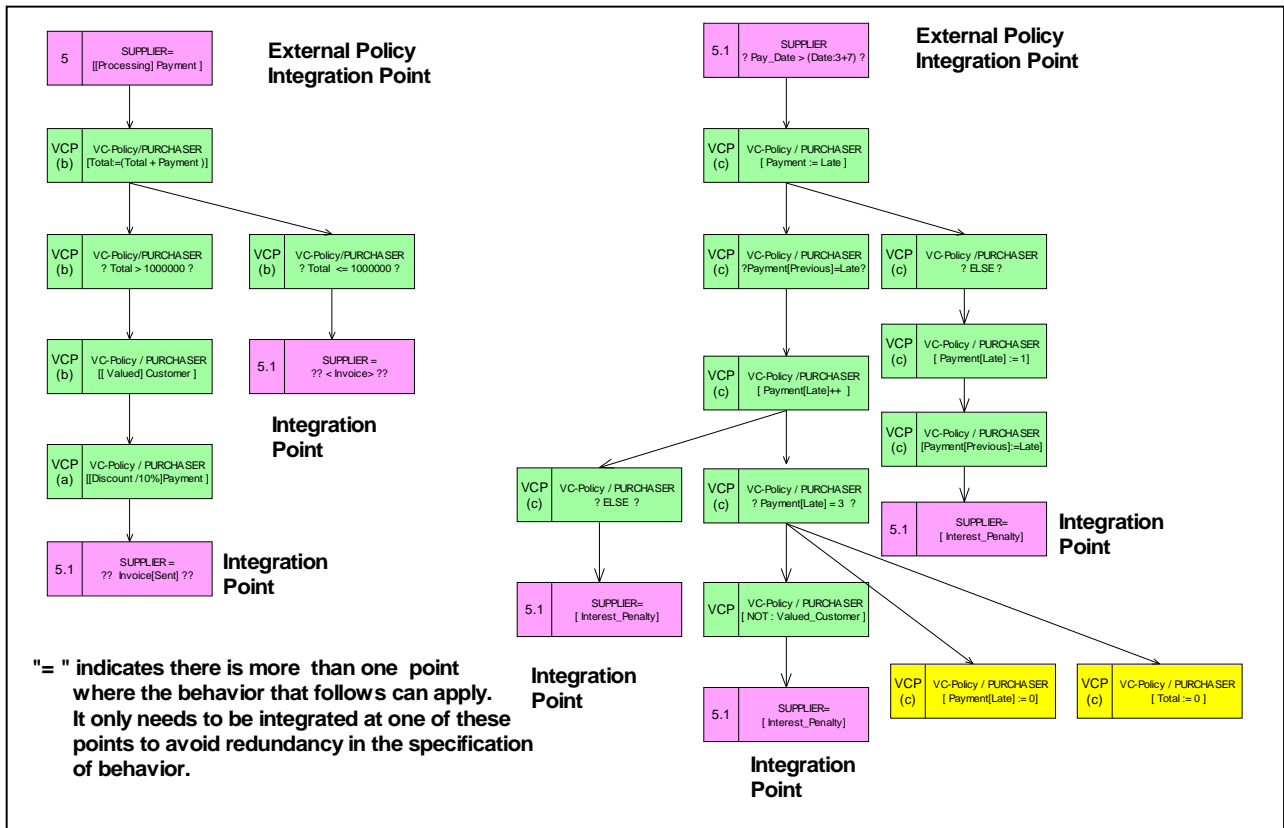 5
SUPPLIER=
[[Processing] Payment ]
External Policy
Integration Point
VCP
(b)
VC-Policy/PURCHASER
[Total:=(Total + Payment )]
VCP
(b)
VC-Policy/PURCHASER
? Total > 1000000 ?
VCP
(b)
VC-Policy/PURCHASER
? Total <= 1000000 ?
VCP
(b)
VC-Policy / PURCHASER
[[ Valued] Customer ]
5.1
SUPPLIER =
?? < Invoice> ??
Integration
Point
VCP
(a)
VC-Policy / PURCHASER
[[Discount /10%]Payment ]
5.1
SUPPLIER =
?? Invoice[Sent] ??
Integration
Point
"= " indicates there is more than one point
where the behavior that follows can apply.
It only needs to be integrated at one of these
points to avoid redundancy in the specification
of behavior.
5.1
SUPPLIER
? Pay_Date > (Date:3+7) ?
External Policy
Integration Point
VCP
(c)
VC-Policy / PURCHASER
[ Payment := Late ]
VCP
(c)
VC-Policy / PURCHASER
?Payment[Previous]=Late?
VCP
(c)
VC-Policy / PURCHASER
? ELSE ?
VCP
(c)
VC-Policy / PURCHASER
[ Payment[Late] := 1]
VCP
(c)
VC-Policy /PURCHASER
[ Payment[Late]++ ]
VCP
(c)
VC-Policy / PURCHASER
[Payment[Previous]:=Late]
VCP
(c)
VC-Policy / PURCHASER
? ELSE ?
VCP
(c)
VC-Policy / PURCHASER
? Payment[Late] = 3 ?
5.1
SUPPLIER=
[ Interest_Penalty]
Integration
Point
5.1
SUPPLIER=
[ Interest_Penalty]
Integration
Point
VCP
VC-Policy / PURCHASER
[ NOT : Valued_Customer ]
VCP
(c)
VC-Policy / PURCHASER
[ Payment[Late] := 0]
VCP
(c)
VC-Policy / PURCHASER
[ Total := 0 ]
5.1
SUPPLIER=
[ Interest_Penalty]
Integration
Point